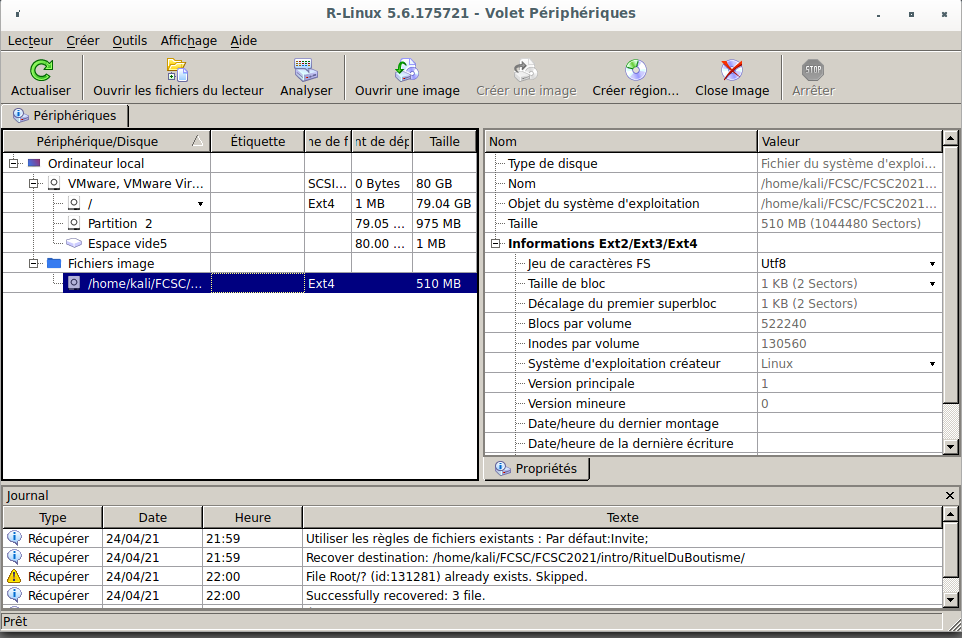 R-Linux 5.6.175721 - Volet Périphériques
Lecteur Créer Outils Affichage Aide
Actualiser Ouvrir les fichiers du lecteur Analyser Ouvrir une image Créer une image Créer région... Close Image STOP Arrêter
Périphériques
Périphérique/Disque Étiquette ne de f nt de dép Taille
Ordinateur local
VMware, VMware Vir... SCSI... 0 Bytes 80 GB
/ Ext4 1 MB 79.04 GB
Partition 2 79.05 ... 975 MB
Espace vide5 80.00 ... 1 MB
Fichiers image
/home/kali/FCSC/... Ext4 510 MB
Nom Valeur
Type de disque Fichier du système d'exploi...
Nom /home/kali/FCSC/FCSC2021...
Objet du système d'exploitation /home/kali/FCSC/FCSC2021...
Taille 510 MB (1044480 Sectors)
Informations Ext2/Ext3/Ext4
Jeu de caractères FS Utf8
Taille de bloc 1 KB (2 Sectors)
Décalage du premier superbloc 1 KB (2 Sectors)
Blocs par volume 522240
Inodes par volume 130560
Système d'exploitation créateur Linux
Version principale 1
Version mineure 0
Date/heure du dernier montage
Date/heure de la dernière écriture
Propriétés
Journal
Type Date Heure Texte
Récupérer 24/04/21 21:59 Utiliser les règles de fichiers existants : Par défaut:Invite;
Récupérer 24/04/21 21:59 Recover destination: /home/kali/FCSC/FCSC2021/intro/RituelDuBoutisme/
Récupérer 24/04/21 22:00 File Root/? (id:131281) already exists. Skipped.
Récupérer 24/04/21 22:00 Successfully recovered: 3 file.
Prêt